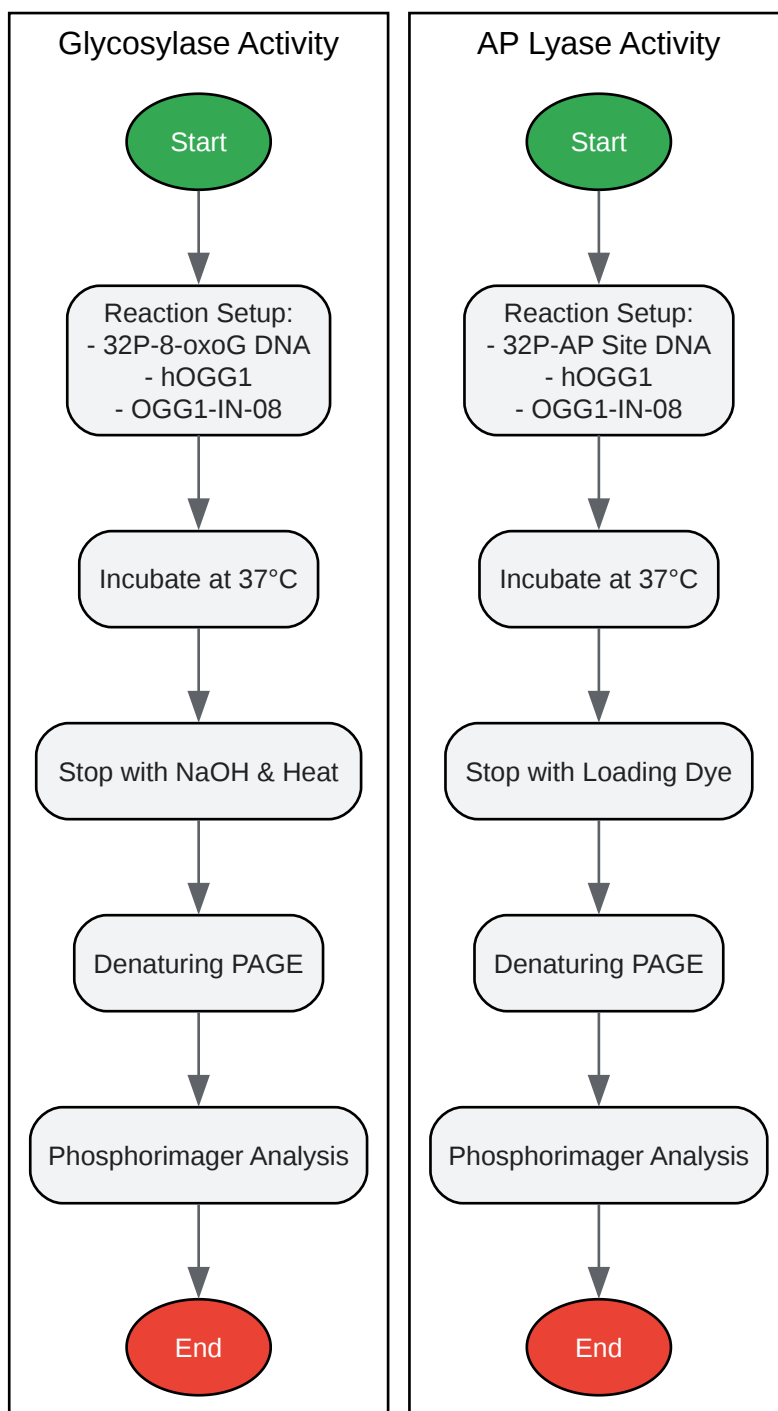 Glycosylase Activity
Start
Reaction Setup:
- 32P-8-oxoG DNA
- hOGG1
- OGG1-IN-08
Incubate at 37°C
Stop with NaOH & Heat
Denaturing PAGE
Phosphorimager Analysis
End
AP Lyase Activity
Start
Reaction Setup:
- 32P-AP Site DNA
- hOGG1
- OGG1-IN-08
Incubate at 37°C
Stop with Loading Dye
Denaturing PAGE
Phosphorimager Analysis
End